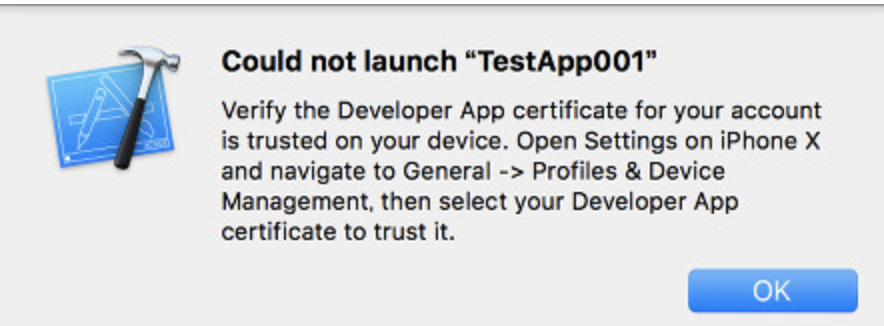 Could not launch “TestApp001”
Verify the Developer App certificate for your account
is trusted on your device. Open Settings on iPhone X
and navigate to General -> Profiles & Device
Management, then select your Developer App
certificate to trust it.
OK